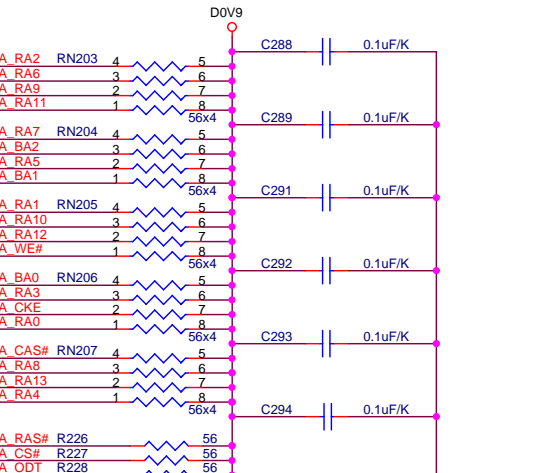 D0V9
C288 0.1uF/K
A_RA2 RN203 4 5
A_RA6 3 6
A_RA9 2 7
A_RA11 1 8
56x4
C289 0.1uF/K
A_RA7 RN204 4 5
A_BA2 3 6
A_RA5 2 7
A_BA1 1 8
56x4
C291 0.1uF/K
A_RA1 RN205 4 5
A_RA10 3 6
A_RA12 2 7
A_WE# 1 8
56x4
C292 0.1uF/K
A_BA0 RN206 4 5
A_RA3 3 6
A_CKE 2 7
A_RA0 1 8
56x4
C293 0.1uF/K
A_CAS# RN207 4 5
A_RA8 3 6
A_RA13 2 7
A_RA4 1 8
56x4
C294 0.1uF/K
A_RAS# R226 56
A_CS# R227 56
A_ODT R228 56